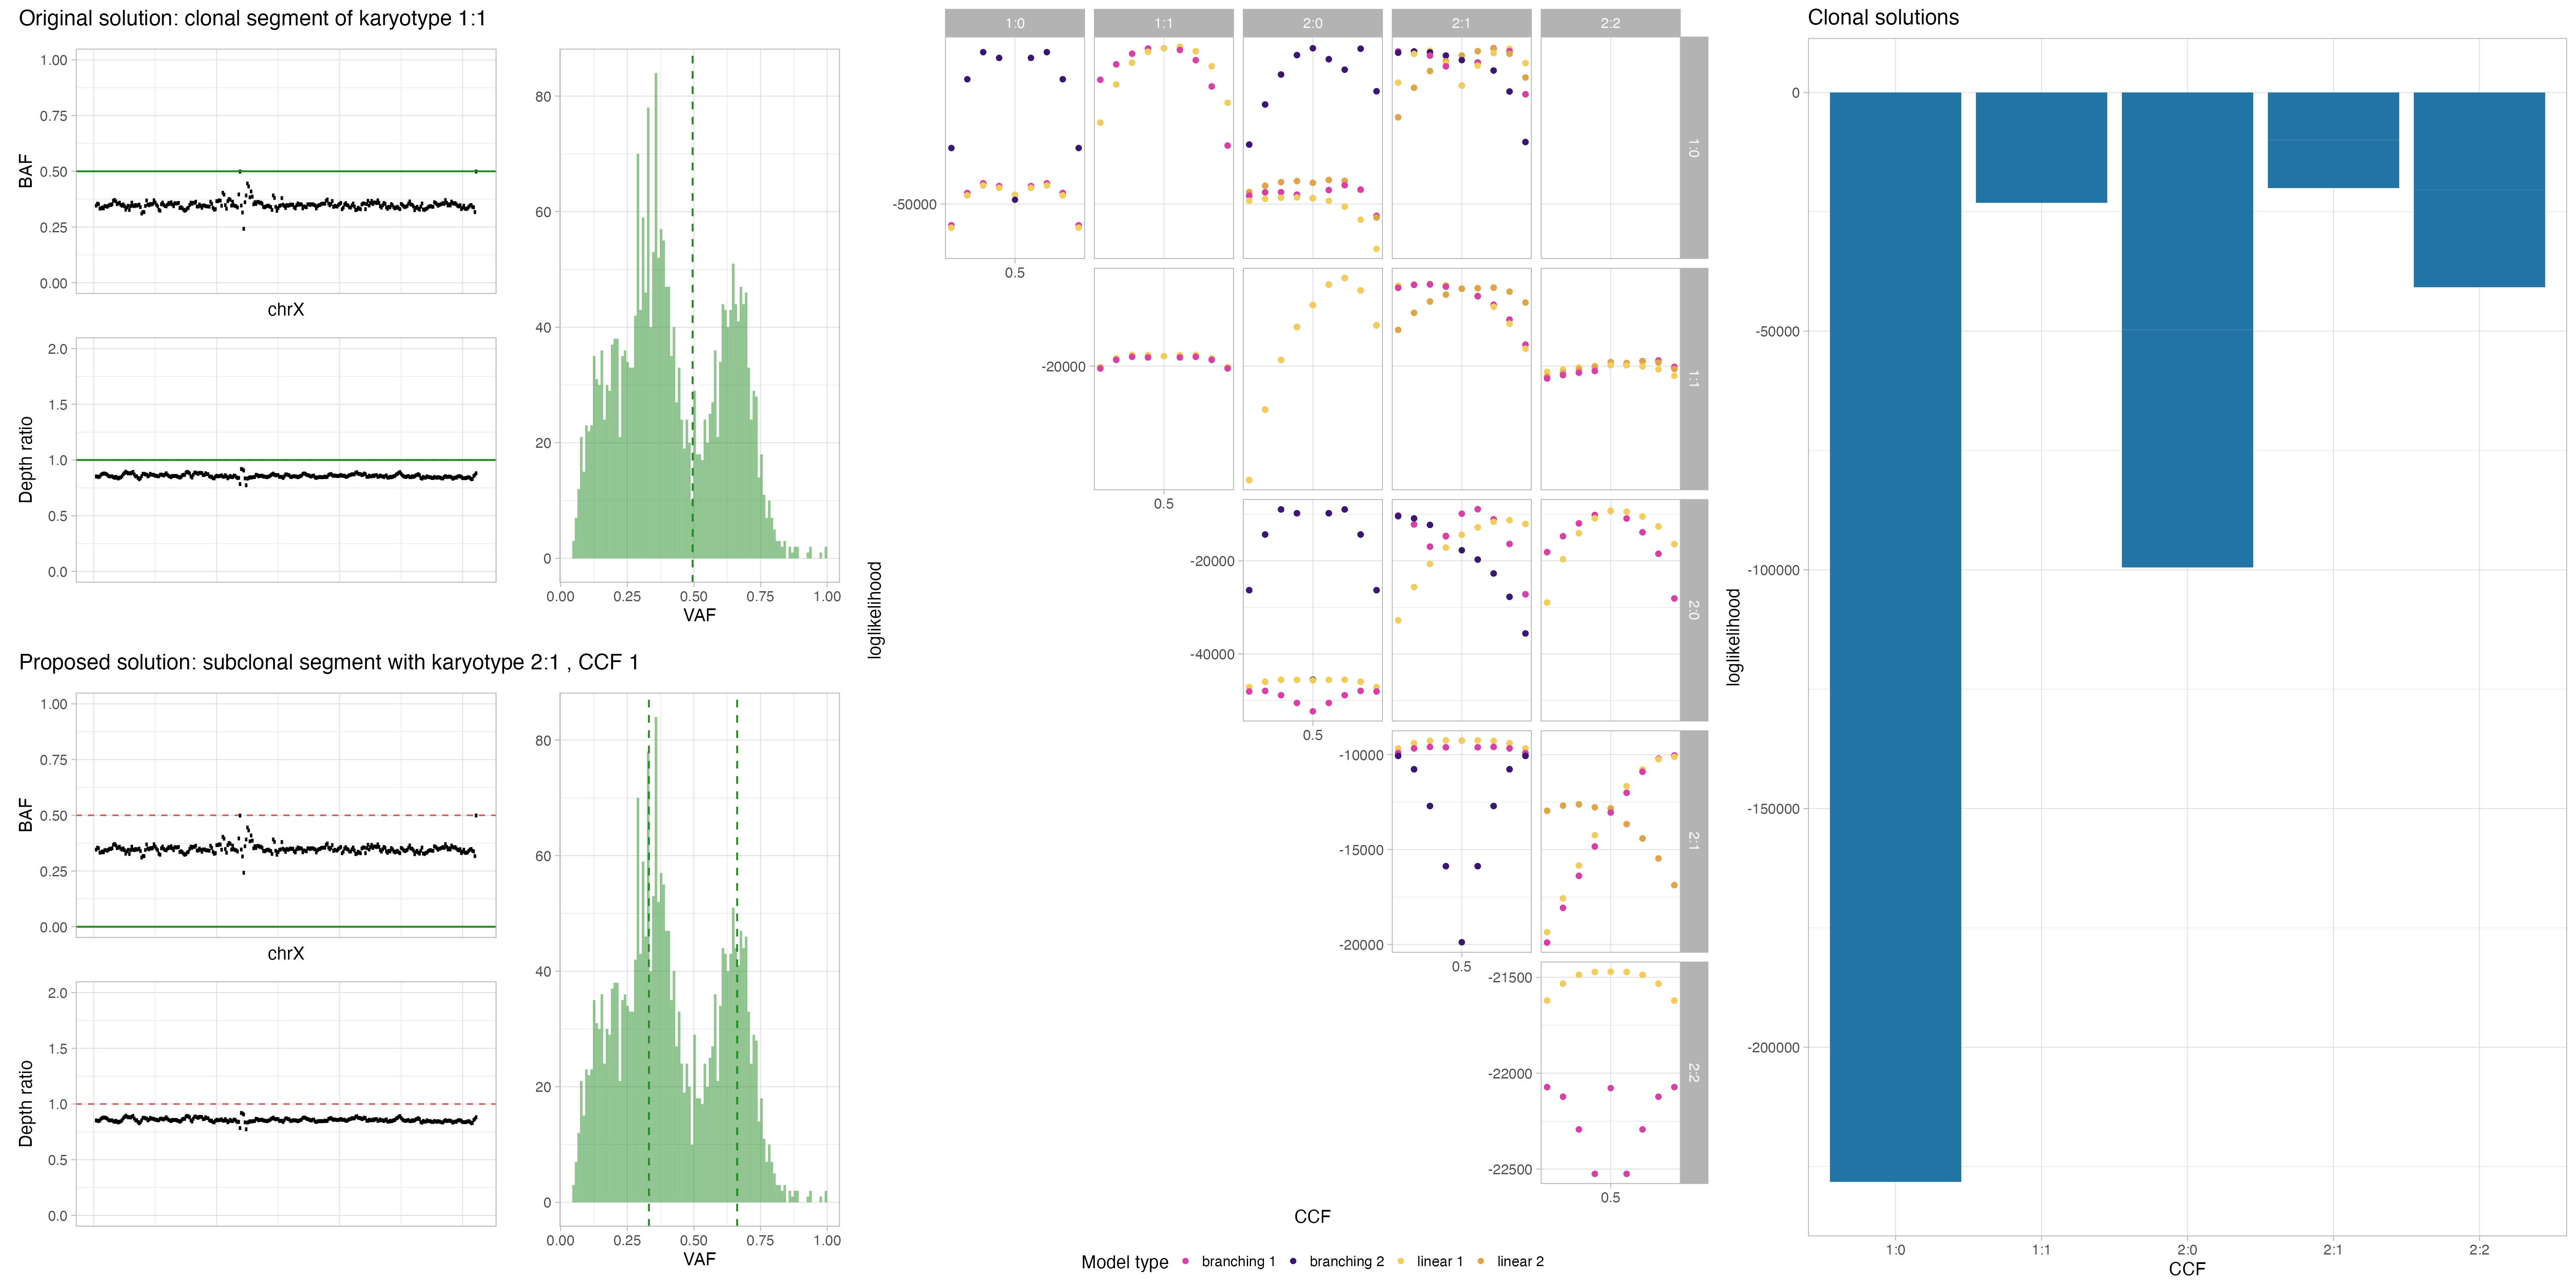 Original solution: clonal segment of karyotype 1:1
BAF
1.00
0.75
0.50
0.25
0.00
chrX
Depth ratio
2.0
1.5
1.0
0.5
0.0
80
60
40
20
0
0.00 0.25 0.50 0.75 1.00
VAF
Proposed solution: subclonal segment with karyotype 2:1 , CCF 1
BAF
1.00
0.75
0.50
0.25
0.00
chrX
Depth ratio
2.0
1.5
1.0
0.5
0.0
80
60
40
20
0
0.00 0.25 0.50 0.75 1.00
VAF
loglikelihood
1:0 1:1 2:0 2:1 2:2
-50000
1:0
0.5
-20000
1:1
0.5
-20000
-40000
2:0
0.5
-10000
-15000
-20000
2:1
0.5
-21500
-22000
-22500
2:2
0.5
CCF
Model type branching 1 branching 2 linear 1 linear 2
Clonal solutions
loglikelihood
0
-50000
-100000
-150000
-200000
1:0 1:1 2:0 2:1 2:2
CCF